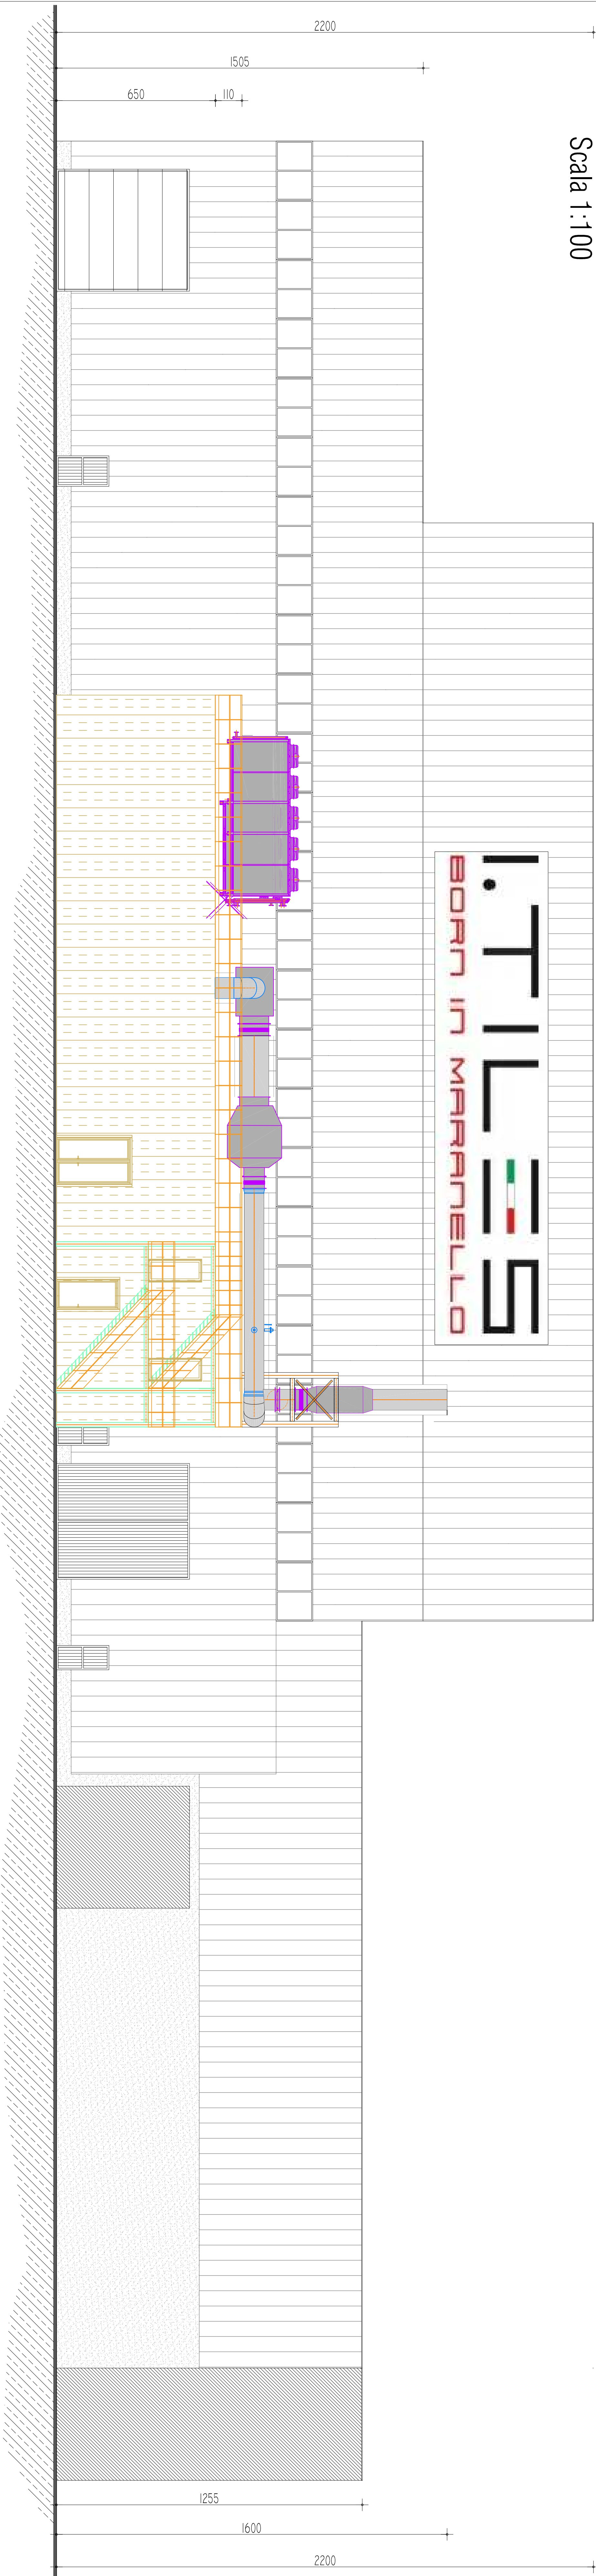 Scala 1:100
2200
1505
650
110
I.TILES
BORN IN MARANELLO
1255
1600
2200